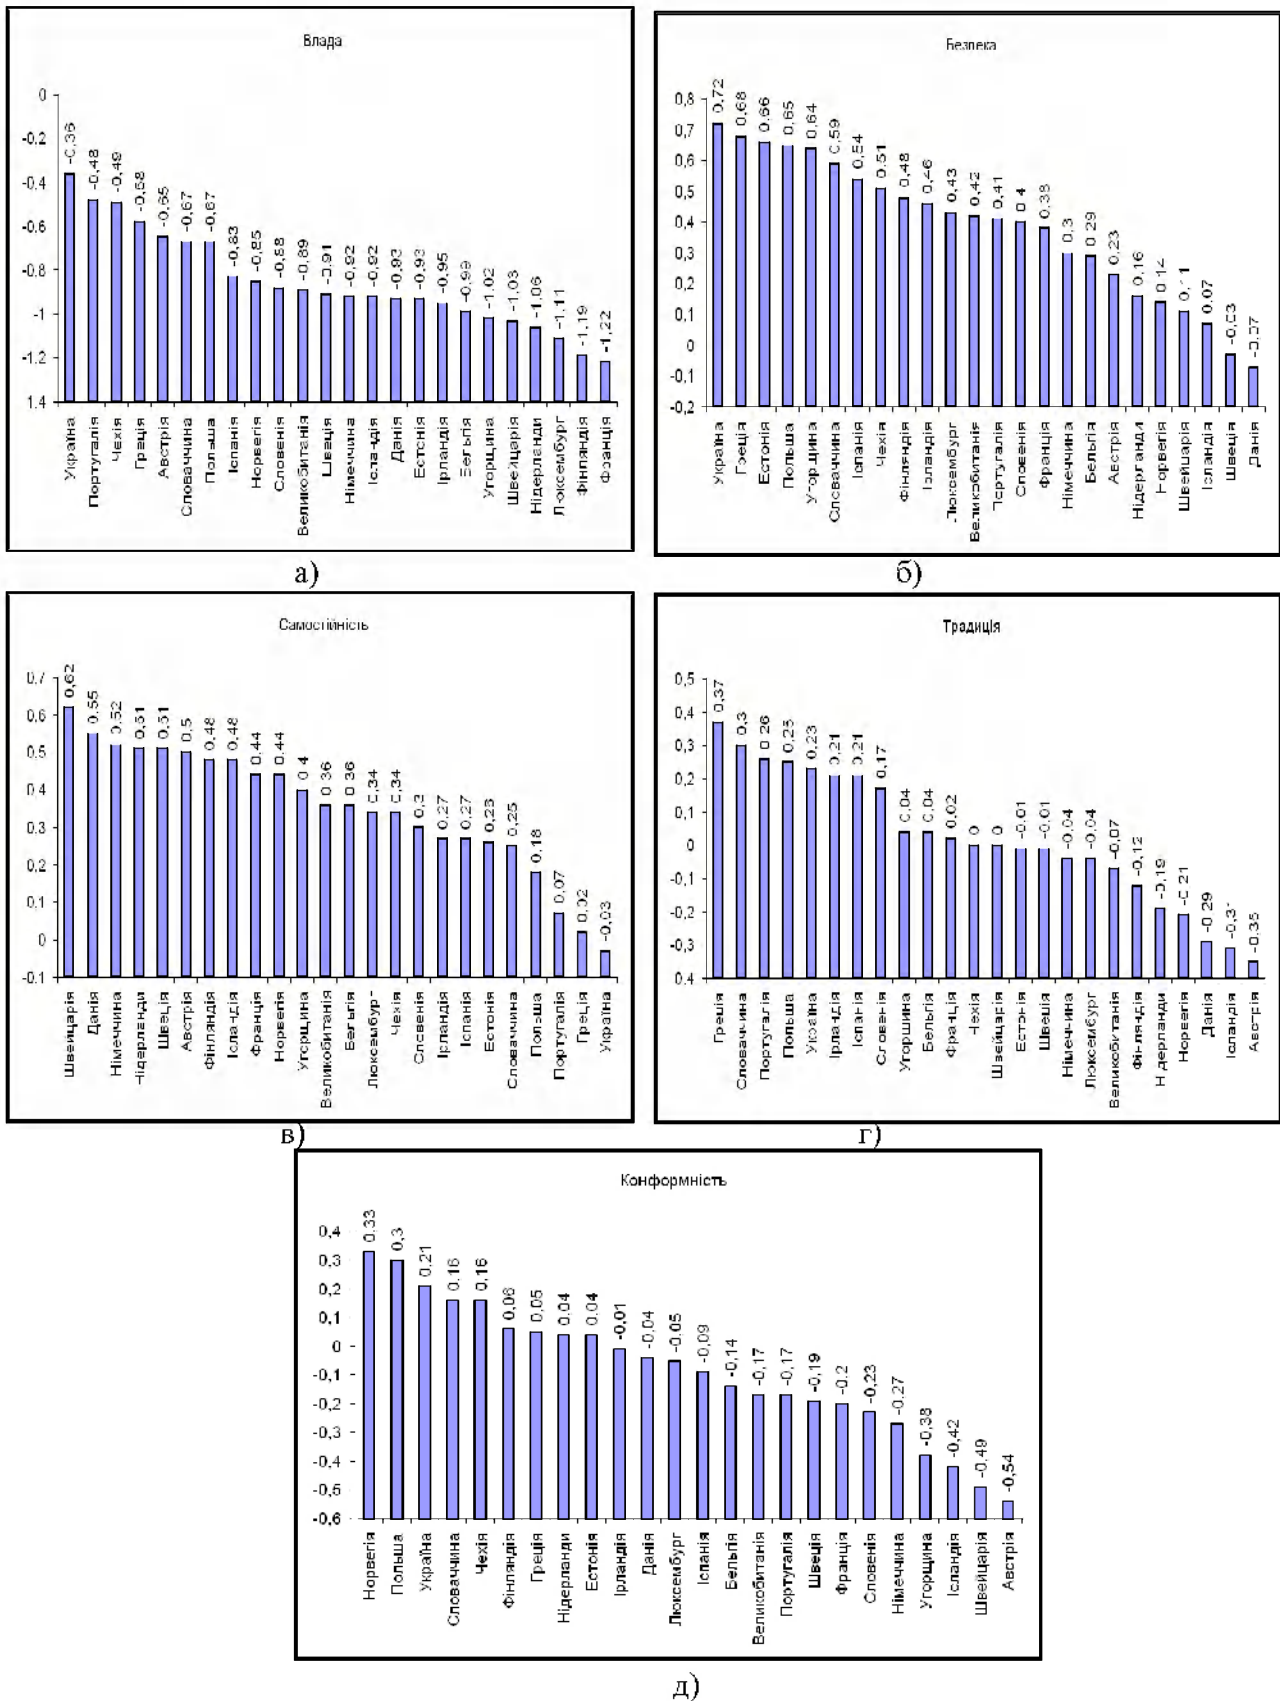 Влада
0
-0,2
-0,4
-0,6
-0,8
-1
-1,2
1,4
-0,36
-0,48
-0,49
-0,58
-0,65
-0,67
-0,67
-0,83
-0,85
-0,88
-0,89
-0,91
-0,92
-0,92
-0,93
-0,93
-0,95
-0,99
-1,02
-1,03
-1,06
-1,11
-1,19
-1,22
Україна
Португалія
Чехія
Греція
Австрія
Словаччина
Польша
Іспанія
Норвегія
Словенія
Великобитанія
Швеція
Німеччина
Ісландія
Данія
Естонія
Ірландія
Бельгія
Угорщина
Швейцарія
Нідерланди
Люксембург
Фінляндія
Франція
а)
Безпека
0,8
0,7
0,6
0,5
0,4
0,3
0,2
0,1
0
-0,1
-0,2
0,72
0,68
0,66
0,65
0,64
0,59
0,54
0,51
0,48
0,46
0,43
0,42
0,41
0 4
0,38
0,3
0 29
0,23
0,16
0 14
0,11
0,07
-0,03
-0,07
Україна
Греція
Естонія
Польша
Угорщина
Словаччина
Іспанія
Чехія
Фінляндія
Ірландія
Люксембург
Великобитанія
Португалія
Словенія
Франція
Німеччина
Бельгія
Австрія
Нідерланди
Норвегія
Швейцарія
Ісландія
Швеція
Данія
б)
Самостійність
0,7
0,6
0,5
0,4
0,3
0,2
0,1
0
-0,1
0,62
0,55
0,52
0,51
0,51
0,5
0,48
0,48
0,44
0,44
0,4
0 36
0,36
0,34
0,34
0,3
0,27
0,27
0,26
0,25
0,18
0,07
0,02
-0,03
Швейцарія
Данія
Німеччина
Нідерланди
Швеція
Австрія
Фінляндія
Ісландія
Франція
Норвегія
Угорщина
Великобитанія
Бельгія
Люксембург
Чехія
Словенія
Ірландія
Іспанія
Естонія
Словаччина
Польша
Португалія
Греція
Україна
в)
Традиція
0,5
0,4
0,3
0,2
0,1
0
-0,1
-0,2
-0,3
0,4
0,37
0,3
0 26
0,25
0,23
0,21
0,21
0,17
0,04
0,04
0,02
0
0
-0,01
-0,01
-0,04
-0,04
-0,07
-0,12
-0,19
-0,21
-0,29
-0,31
-0,35
Греція
Словаччина
Португалія
Польша
Україна
Ірландія
Іспанія
Словенія
Угорщина
Бельгія
Франція
Чехія
Швейцарія
Естонія
Швеція
Німеччина
Люксембург
Великобитанія
Фінляндія
Нідерланди
Норвегія
Данія
Ісландія
Австрія
г)
Конформність
0,4
0,3
0,2
0,1
0
-0,1
-0,2
-0,3
-0,4
-0,5
-0,6
0,33
0,3
0,21
0,16
0,16
0,06
0,05
0,04
0,04
-0,01
-0,04
-0,05
-0,09
-0,14
-0,17
-0,17
-0,19
-0,2
-0,23
-0,27
-0,38
-0,42
-0,49
-0,54
Норвегія
Польша
Україна
Словаччина
Чехія
Фінляндія
Греція
Нідерланди
Естонія
Ірландія
Данія
Люксембург
Іспанія
Бельгія
Великобитанія
Португалія
Швеція
Франція
Словенія
Німеччина
Угорщина
Ісландія
Швейцарія
Австрія
д)